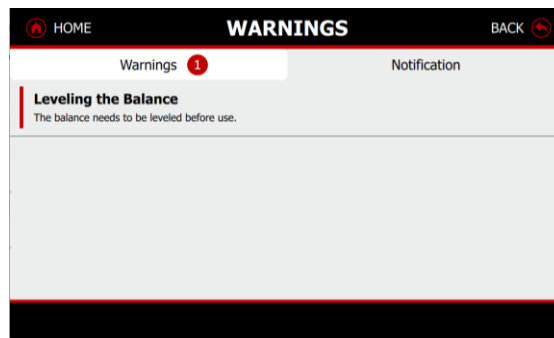 HOME WARNINGS BACK
Warnings 1 Notification
Leveling the Balance
The balance needs to be leveled before use.